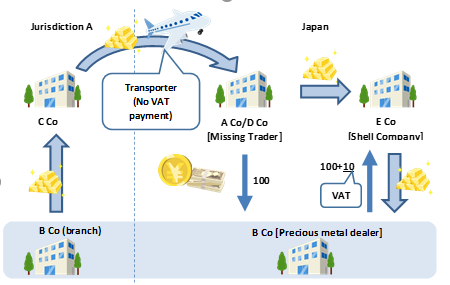 Jurisdiction A
Japan
Transporter
(No VAT
payment)
C Co
A Co/D Co
[Missing Trader]
E Co
[Shell Company]
100
100+10
VAT
B Co (branch)
B Co [Precious metal dealer]